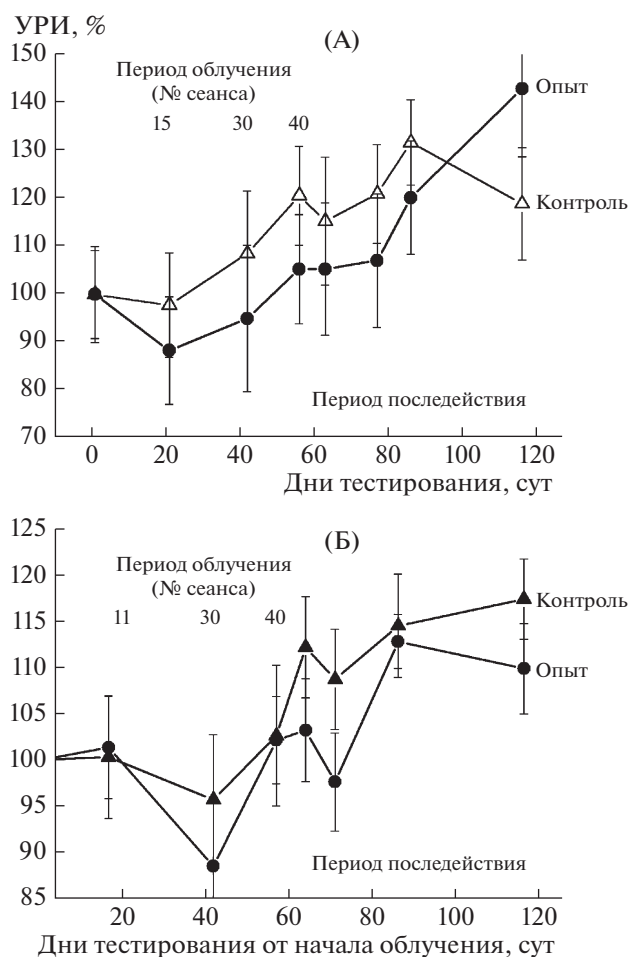 УРИ, %
(А)
150
140
130
120
110
100
90
80
70
Период облучения
(№ сеанса)
15 30 40
Опыт
Контроль
Период последействия
0 20 40 60 80 100 120
Дни тестирования, сут
(Б)
125
120
115
110
105
100
95
90
85
Период облучения
(№ сеанса)
11 30 40
Контроль
Опыт
Период последействия
20 40 60 80 100 120
Дни тестирования от начала облучения, сут